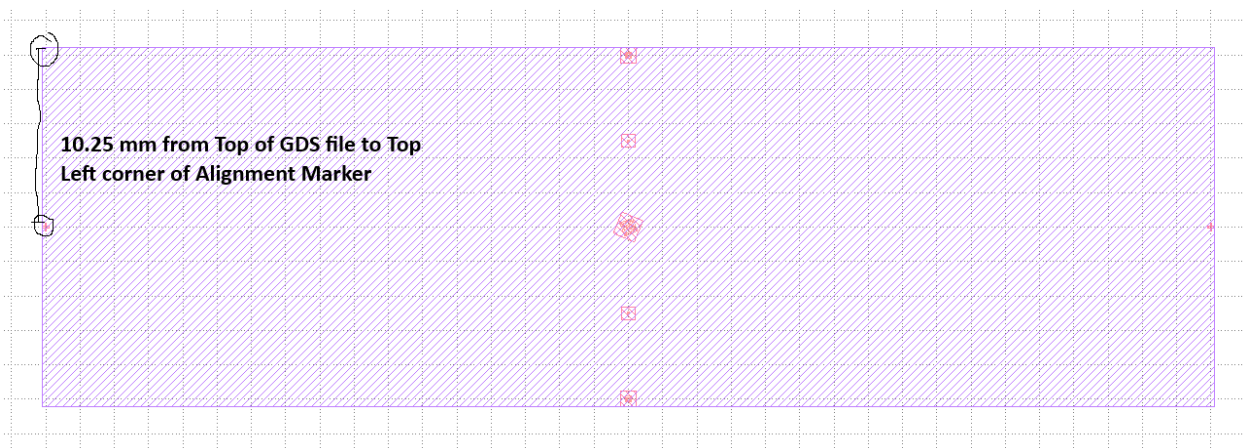 10.25 mm from Top of GDS file to Top
Left corner of Alignment Marker